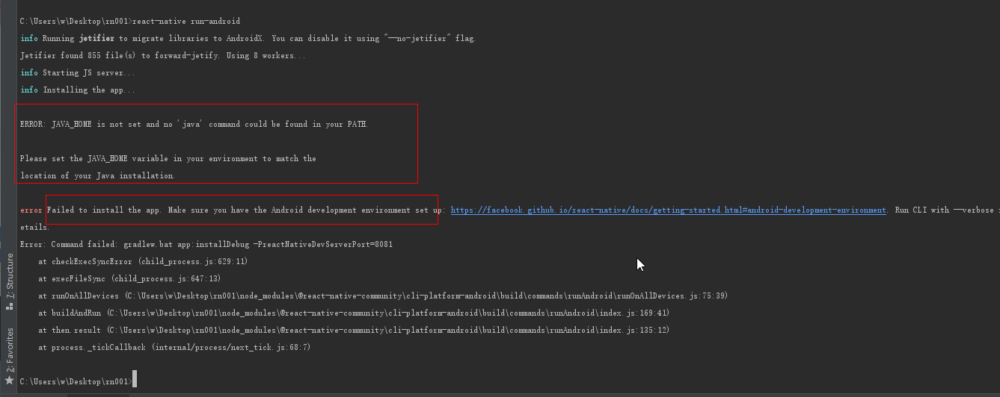 C:\Users\w\Desktop\rn001>react-native run-android
info Running jetifier to migrate libraries to AndroidX. You can disable it using "--no-jetifier" flag.
Jetifier found 855 file(s) to forward-jetify. Using 8 workers...
info Starting JS server...
info Installing the app...
ERROR: JAVA_HOME is not set and no 'java' command could be found in your PATH.
Please set the JAVA_HOME variable in your environment to match the
location of your Java installation.
error Failed to install the app. Make sure you have the Android development environment set up: https://facebook.github.io/react-native/docs/getting-started.html#android-development-environment. Run CLI with --verbose
etails.
Error: Command failed: gradlew.bat app:installDebug -PreactNativeDevServerPort=8081
at checkExecSyncError (child_process.js:629:11)
at execFileSync (child_process.js:647:13)
at runOnAllDevices (C:\Users\w\Desktop\rn001\node_modules\@react-native-community\cli-platform-android\build\commands\runAndroid\runOnAllDevices.js:75:39)
at buildAndRun (C:\Users\w\Desktop\rn001\node_modules\@react-native-community\cli-platform-android\build\commands\runAndroid\index.js:169:41)
at then.result (C:\Users\w\Desktop\rn001\node_modules\@react-native-community\cli-platform-android\build\commands\runAndroid\index.js:135:12)
at process._tickCallback (internal/process/next_tick.js:68:7)
C:\Users\w\Desktop\rn001>
7: Structure
2: Favorites